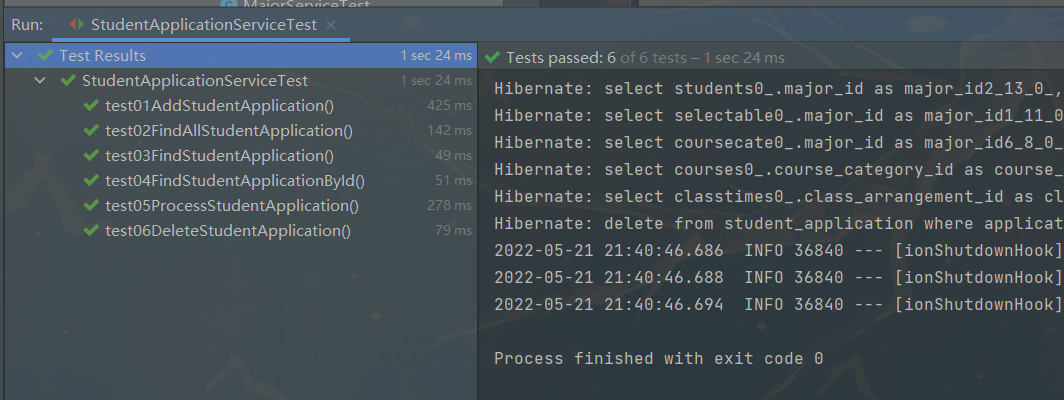 MajorServiceTest
Run: StudentApplicationServiceTest
Test Results 1 sec 24 ms
StudentApplicationServiceTest 1 sec 24 ms
test01AddStudentApplication() 425 ms
test02FindAllStudentApplication() 142 ms
test03FindStudentApplication() 49 ms
test04FindStudentApplicationById() 51 ms
test05ProcessStudentApplication() 278 ms
test06DeleteStudentApplication() 79 ms
Tests passed: 6 of 6 tests – 1 sec 24 ms
Hibernate: select students0_.major_id as major_id2_13_0_,
Hibernate: select selectable0_.major_id as major_id1_11_0
Hibernate: select coursecate0_.major_id as major_id6_8_0_
Hibernate: select courses0_.course_category_id as course_
Hibernate: select classtimes0_.class_arrangement_id as cl
Hibernate: delete from student_application where applicat
2022-05-21 21:40:46.686 INFO 36840 --- [ionShutdownHook]
2022-05-21 21:40:46.688 INFO 36840 --- [ionShutdownHook]
2022-05-21 21:40:46.694 INFO 36840 --- [ionShutdownHook]
Process finished with exit code 0